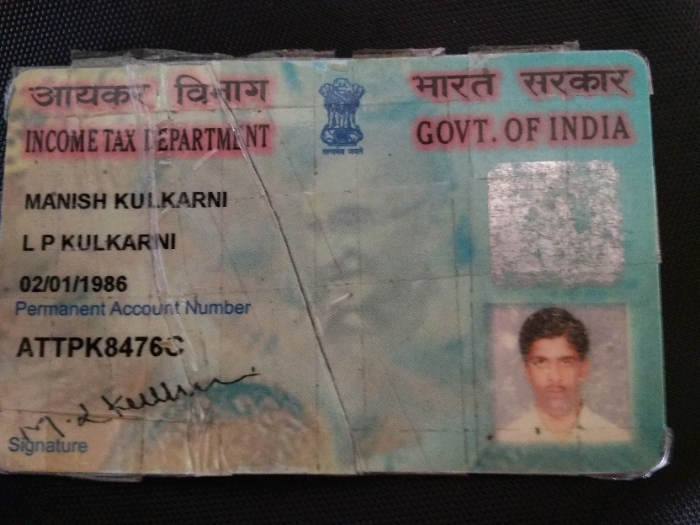 आयकर विभाग
भारत सरकार
INCOME TAX DEPARTMENT
GOVT. OF INDIA
सत्यमेव जयते
MANISH KULKARNI
L P KULKARNI
02/01/1986
Permanent Account Number
ATTPK8476C
M. L Kulkarni
Signature